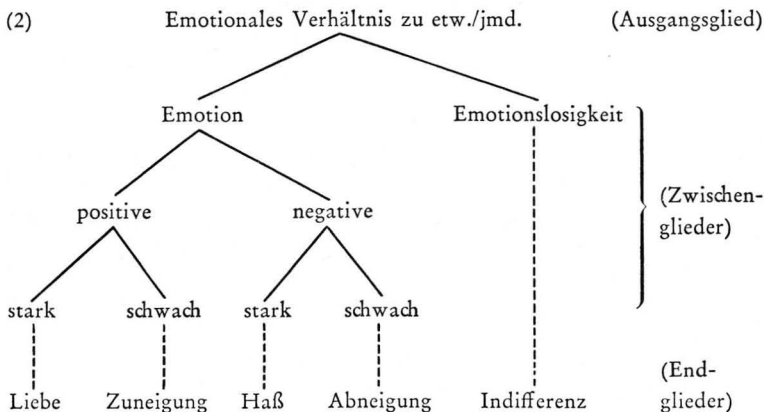 (2) Emotionales Verhältnis zu etw./jmd. (Ausgangsglied)
Emotion Emotionslosigkeit
positive negative (Zwischen-
glieder)
stark schwach stark schwach
(End-
Liebe Zuneigung Haß Abneigung Indifferenz glieder)